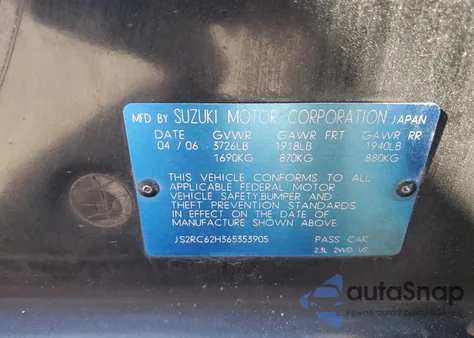 MFD BY SUZUKI MOTOR CORPORATION JAPAN
DATE GVWR GAWR FRT GAWR RR
04 / 06 3726LB 1918LB 1940LB
1690KG 870KG 880KG
THIS VEHICLE CONFORMS TO ALL
APPLICABLE FEDERAL MOTOR
VEHICLE SAFETY,BUMPER AND
THEFT PREVENTION STANDARDS
IN EFFECT ON THE DATE OF
MANUFACTURE SHOWN ABOVE.
JS2RC62H365353905 PASS. CAR
2.3L 2WD US
autoSnap
Pewne auto z